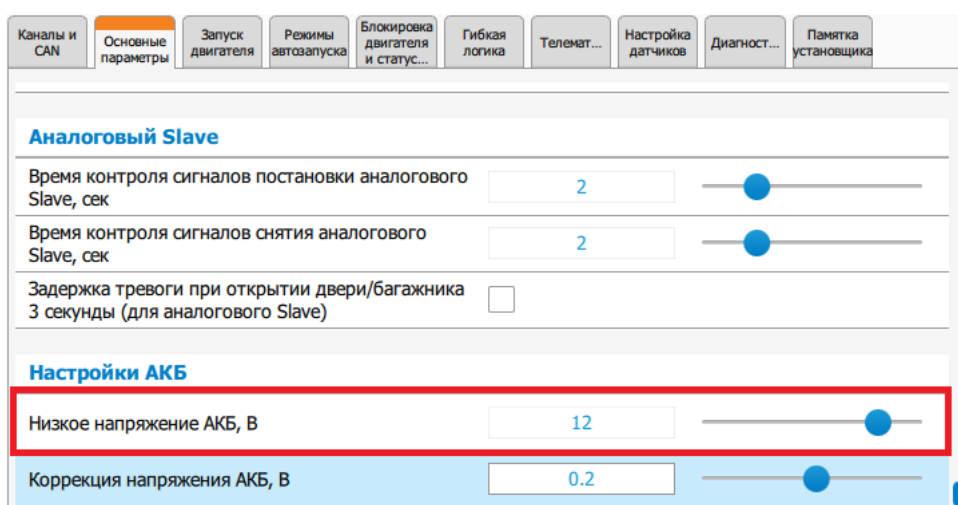 Каналы и
CAN
Основные
параметры
Запуск
двигателя
Режимы
автозапуска
Блокировка
двигателя
и статус...
Гибкая
логика
Телемат...
Настройка
датчиков
Диагност...
Памятка
установщика
Аналоговый Slave
Время контроля сигналов постановки аналогового
Slave, сек
2
Время контроля сигналов снятия аналогового
Slave, сек
2
Задержка тревоги при открытии двери/багажника
3 секунды (для аналогового Slave)
Настройки АКБ
Низкое напряжение АКБ, В
12
Коррекция напряжения АКБ, В
0.2